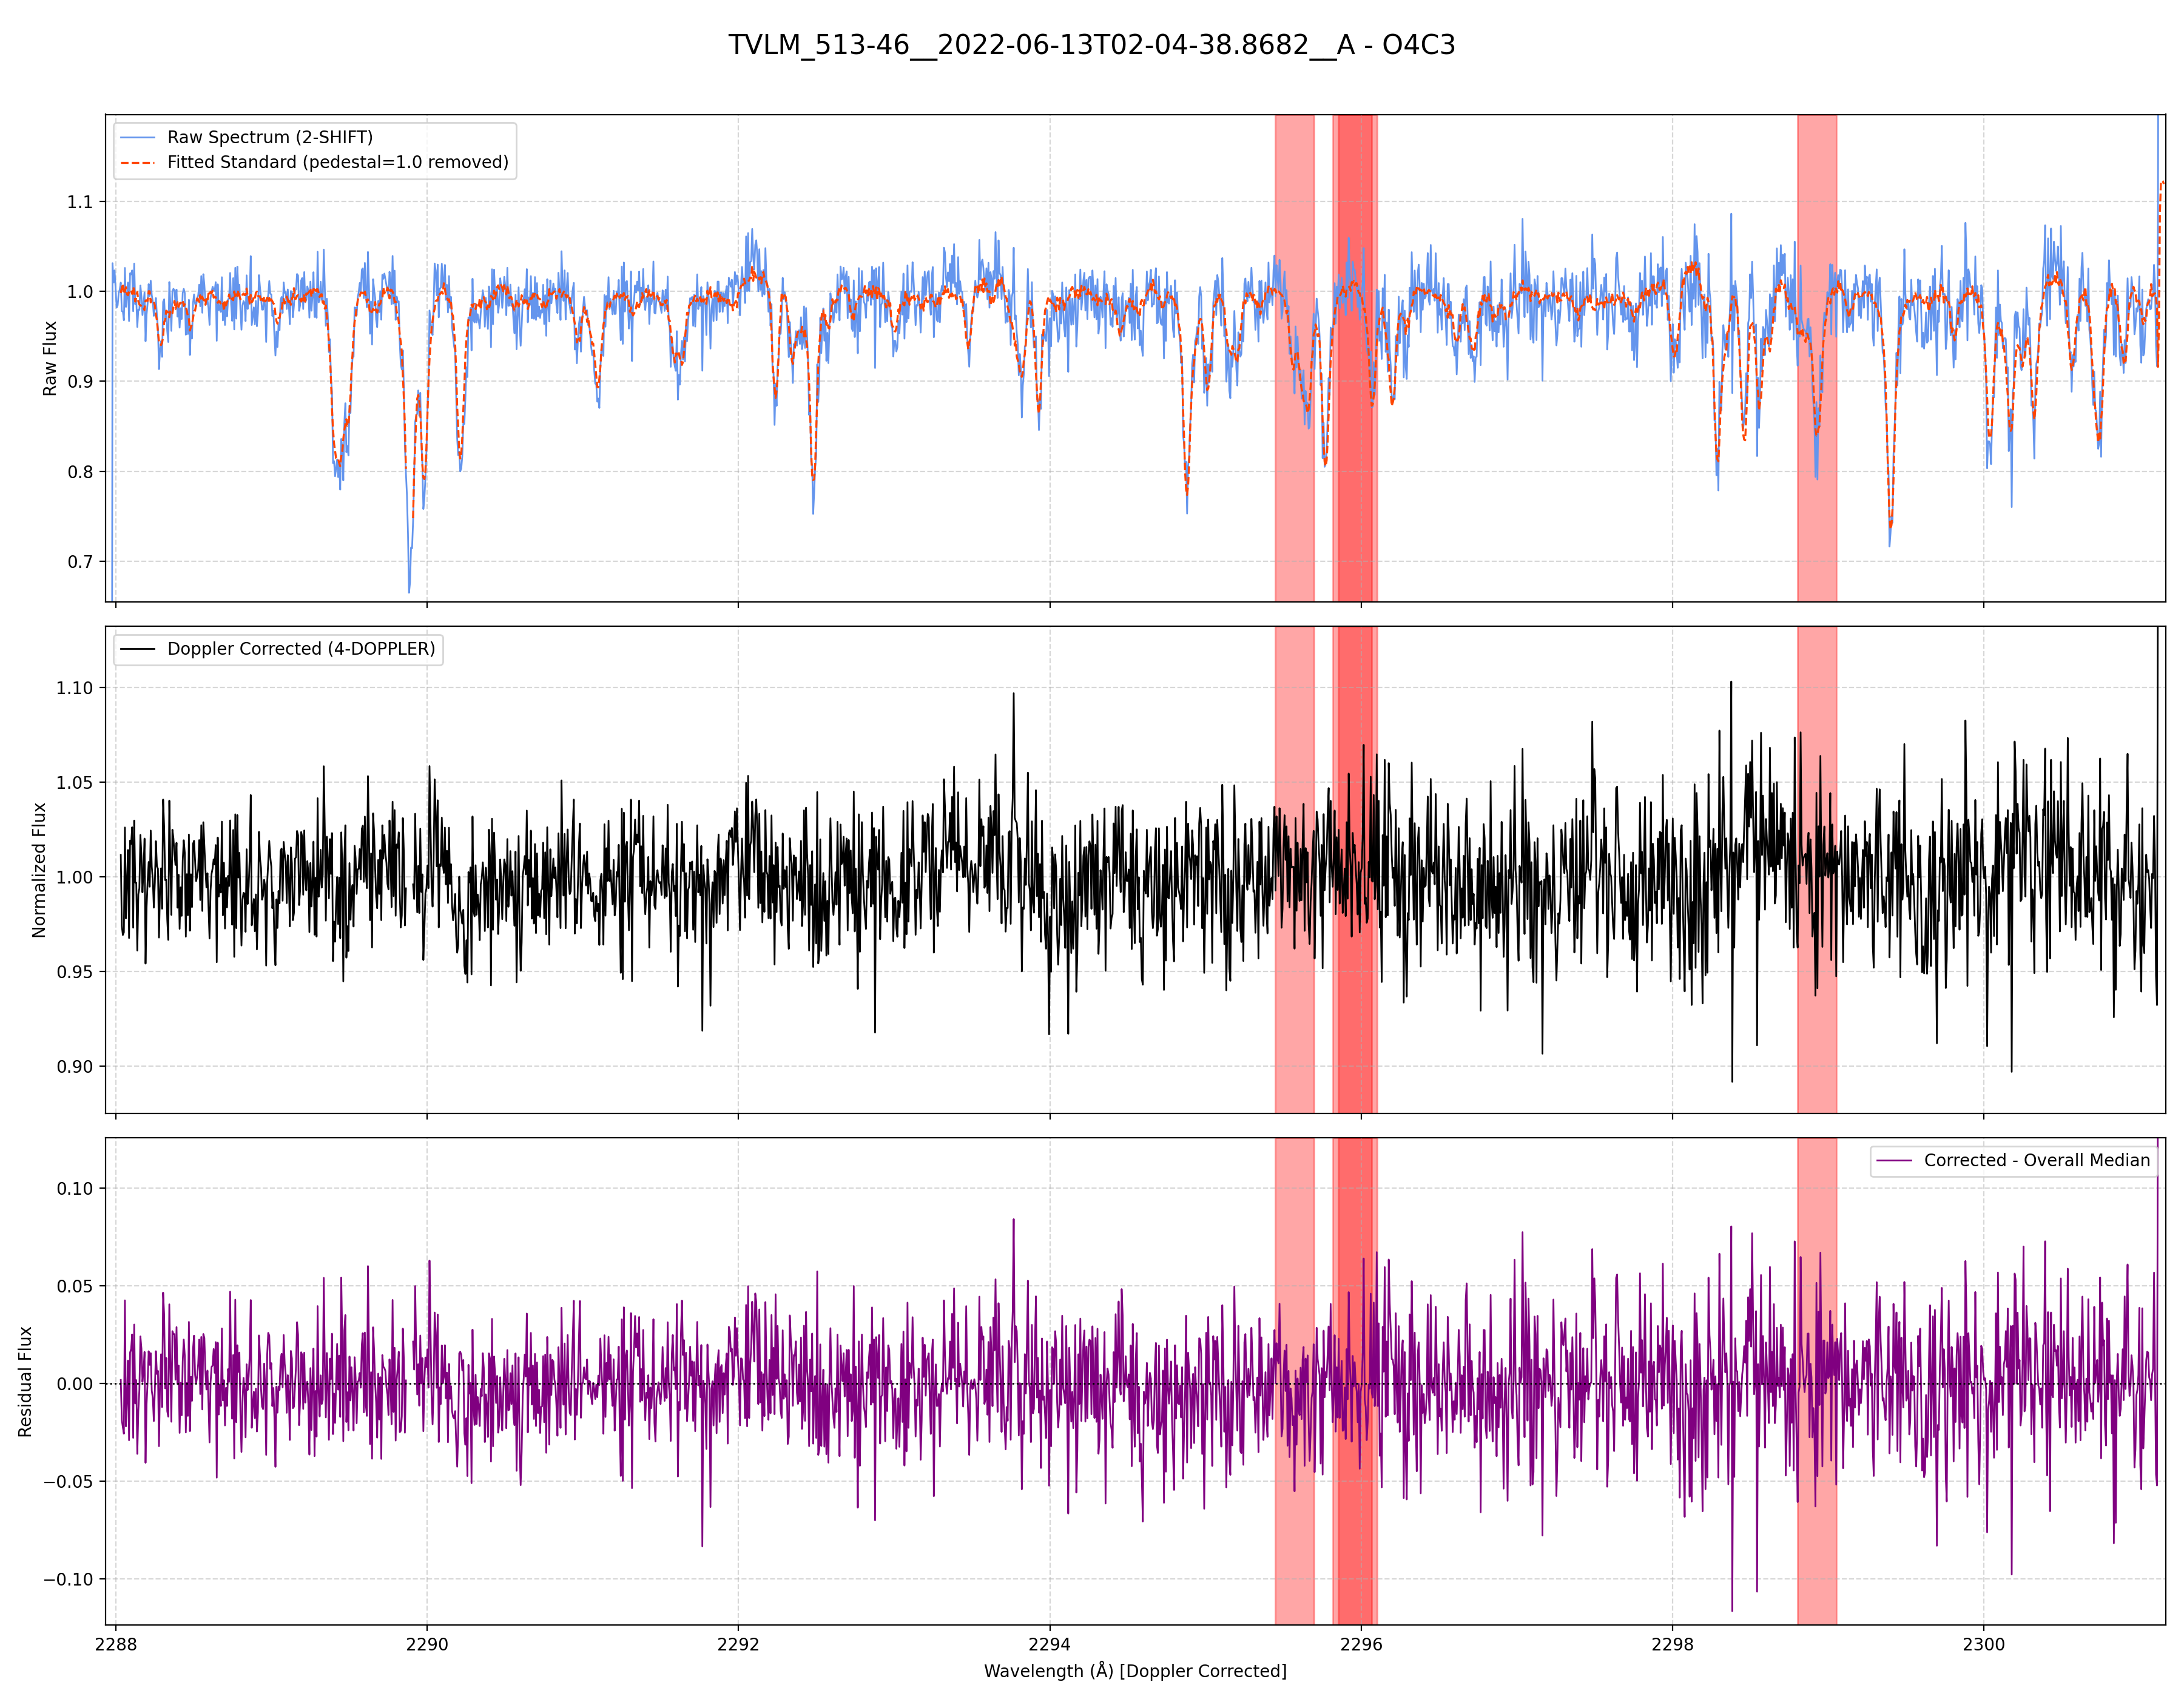 TVLM_513-46__2022-06-13T02-04-38.8682__A - O4C3
Raw Spectrum (2-SHIFT)
Fitted Standard (pedestal=1.0 removed)
Raw Flux
1.1
1.0
0.9
0.8
0.7
Doppler Corrected (4-DOPPLER)
Normalized Flux
1.10
1.05
1.00
0.95
0.90
Corrected - Overall Median
Residual Flux
0.10
0.05
0.00
−0.05
−0.10
2288 2290 2292 2294 2296 2298 2300
Wavelength (Å) [Doppler Corrected]